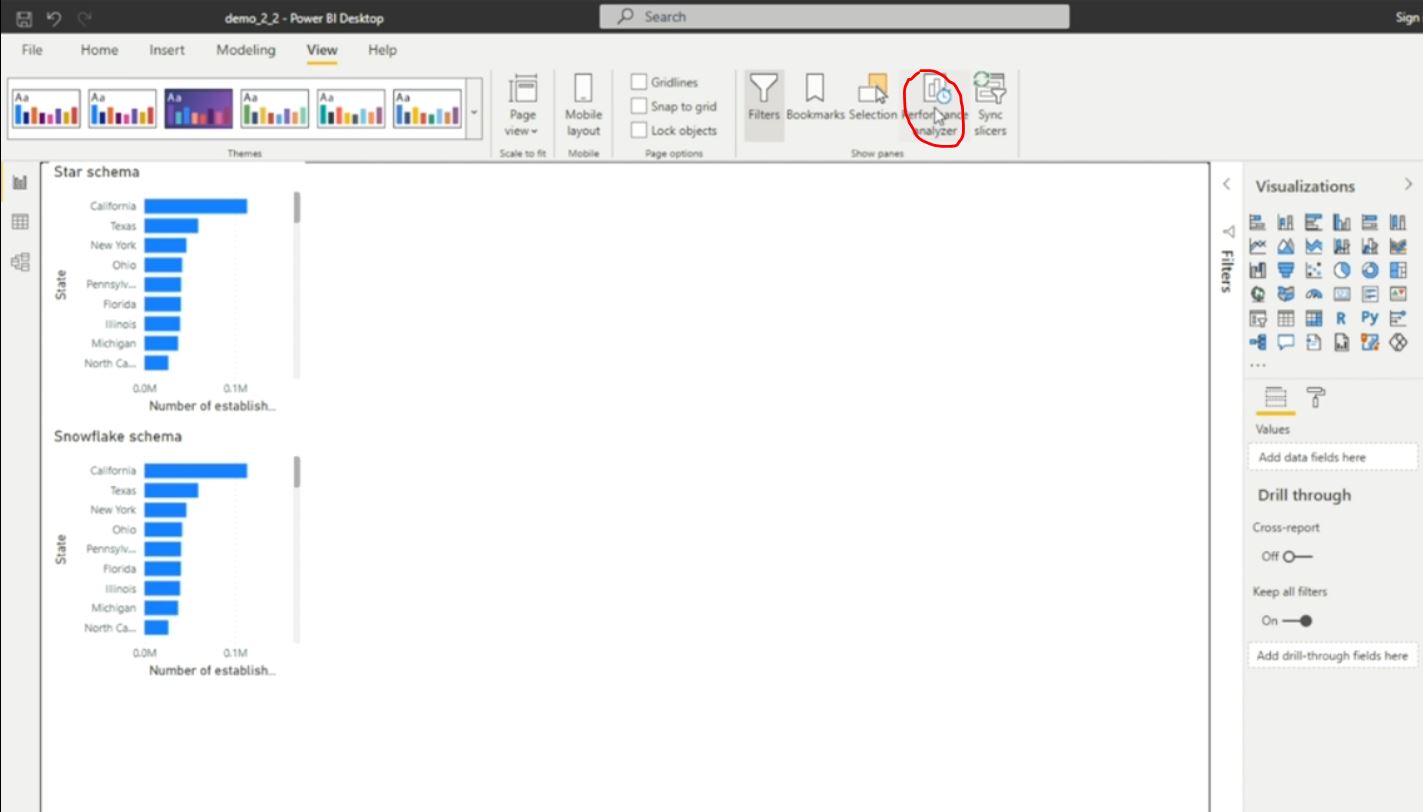 demo_2_2 - Power BI Desktop
Search
Sign
File Home Insert Modeling View Help
Aa Aa Aa Aa Aa Aa
Themes
Page view
Scale to fit
Mobile layout
Mobile
Gridlines
Snap to grid
Lock objects
Page options
Filters
Bookmarks
Selection
Performance analyzer
Sync slicers
Show panes
Star schema
State
California
Texas
New York
Ohio
Pennsylv...
Florida
Illinois
Michigan
North Ca...
0.0M 0.1M
Number of establish...
Snowflake schema
State
California
Texas
New York
Ohio
Pennsylv...
Florida
Illinois
Michigan
North Ca...
0.0M 0.1M
Number of establish...
Filters
Visualizations
R Py
...
Values
Add data fields here
Drill through
Cross-report
Off
Keep all filters
On
Add drill-through fields here